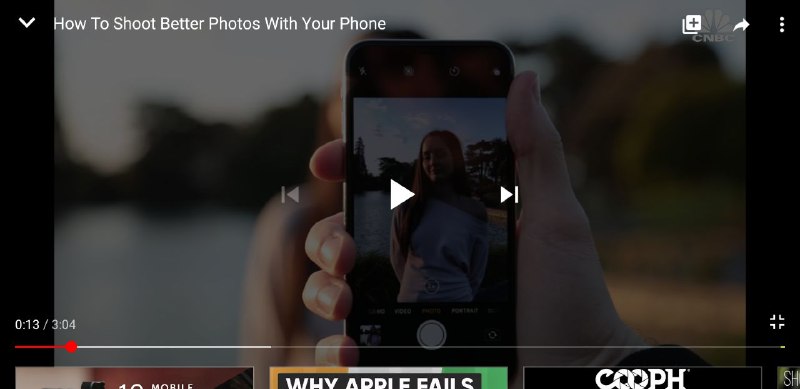 How To Shoot Better Photos With Your Phone
CNBC
VIDEO PHOTO PORTRAIT
0:13 / 3:04
10 MOBILE
WHY APPLE FAILS
COOPH
SH